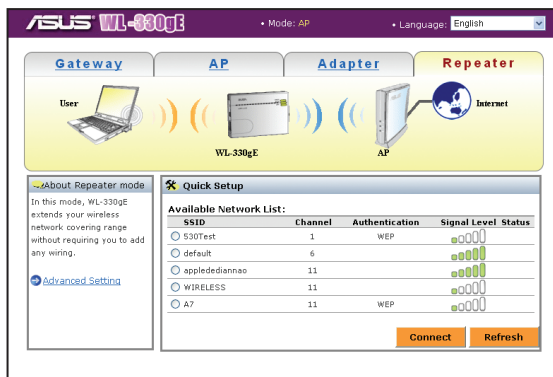 ASUS WL-330gE
• Mode: AP
• Language: English
Gateway
AP
Adapter
Repeater
User
WL-330gE
AP
Internet
About Repeater mode
In this mode, WL-330gE
extends your wireless
network covering range
without requiring you to add
any wiring.
Advanced Setting
Quick Setup
Available Network List:
SSID Channel Authentication Signal Level Status
530Test 1 WEP
default 6
appledediannao 11
WIRELESS 11
A7 11 WEP
Connect Refresh